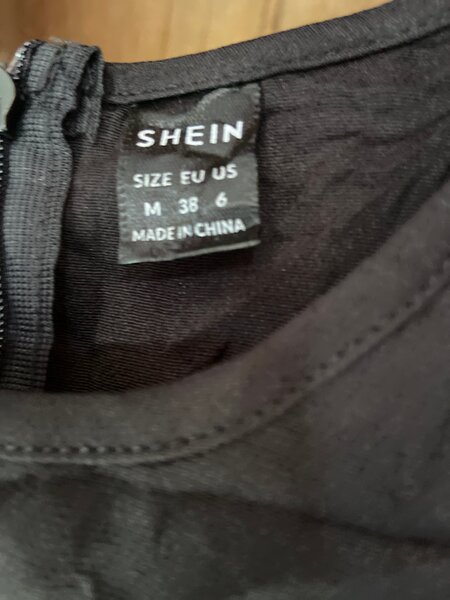 SHEIN
SIZE EU US
M 38 6
MADE IN CHINA